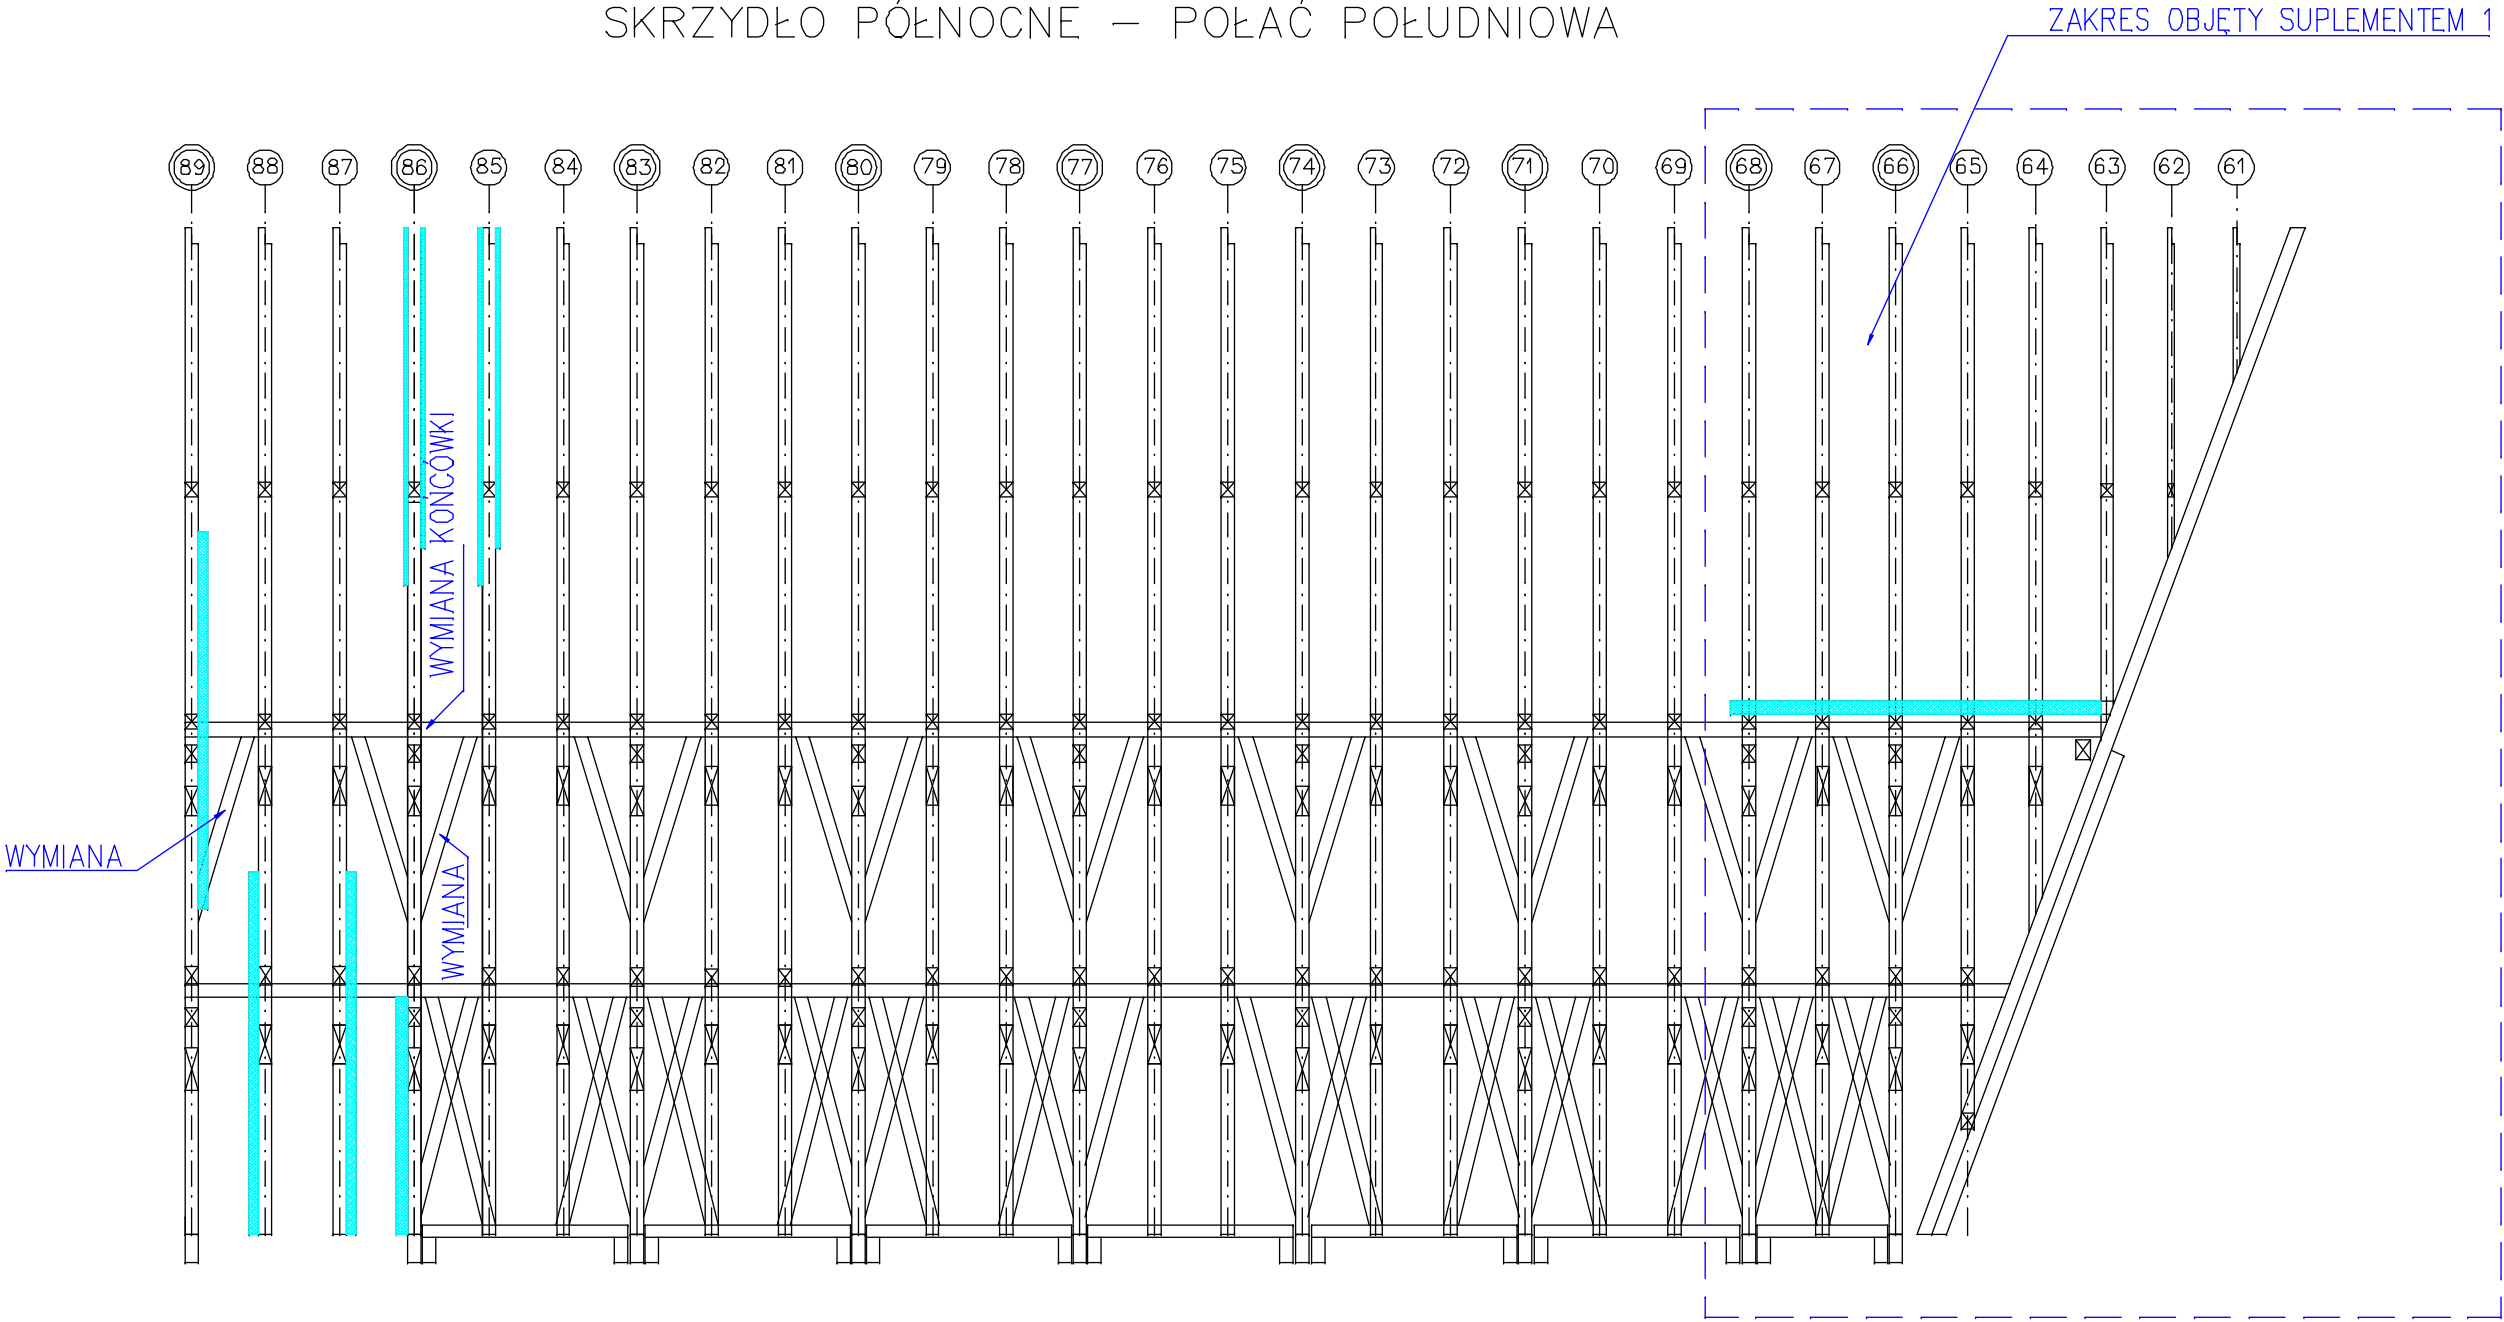 SKRZYDŁO PÓŁNOCNE – POŁAĆ POŁUDNIOWA
ZAKRES OBJĘTY SUPLEMENTEM 1
89 88 87 86 85 84 83 82 81 80 79 78 77 76 75 74 73 72 71 70 69 68 67 66 65 64 63 62 61
WYMIANA KOŃCÓWKI
WYMIANA
WYMIANA